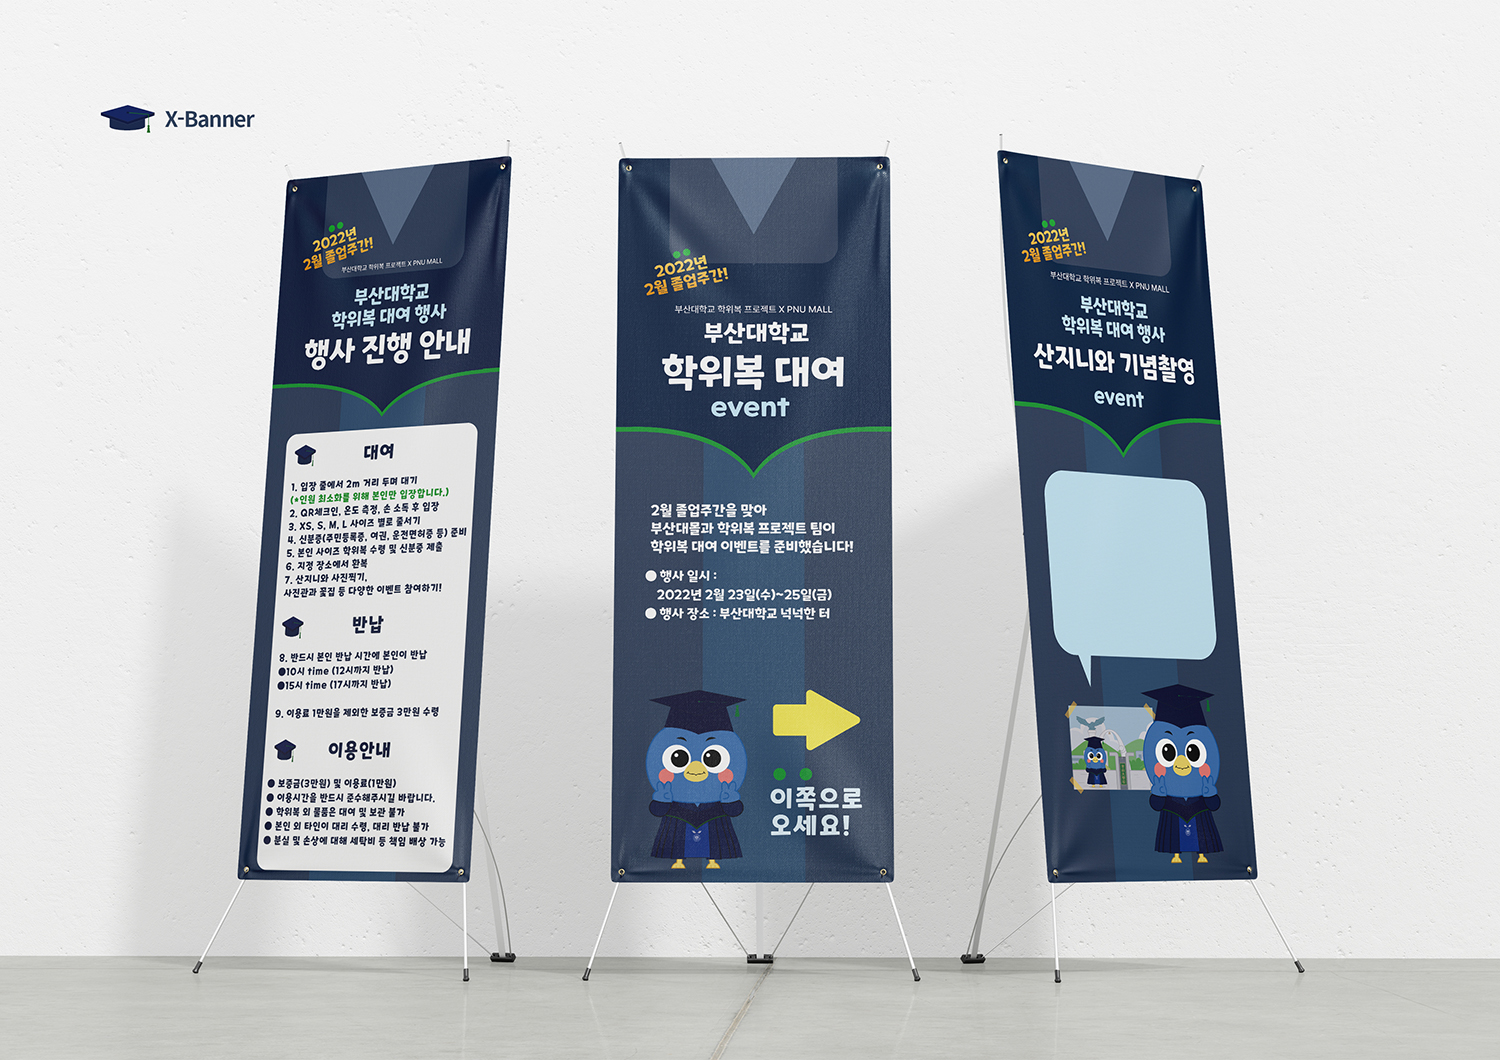 X-Banner
2022년
2월 졸업주간!
부산대학교 학위복 프로젝트 X PNU MALL
부산대학교
학위복 대여 행사
행사 진행 안내
대여
1. 입장 줄에서 2m 거리 두며 대기
(*인원 최소화를 위해 본인만 입장합니다.)
2. QR체크인, 온도 측정, 손 소독 후 입장
3. XS, S, M, L 사이즈 별로 줄서기
4. 신분증(주민등록증, 여권, 운전면허증 등) 준비
5. 본인 사이즈 학위복 수령 및 신분증 제출
6. 지정 장소에서 환복
7. 산지니와 사진찍기,
사진관과 꽃집 등 다양한 이벤트 참여하기!
반납
8. 반드시 본인 반납 시간에 본인이 반납
●10시 time (12시까지 반납)
●15시 time (17시까지 반납)
9. 이용료 1만원을 제외한 보증금 3만원 수령
이용안내
● 보증금(3만원) 및 이용료(1만원)
● 이용시간을 반드시 준수해주시길 바랍니다.
● 학위복 외 물품은 대여 및 보관 불가
● 본인 외 타인이 대리 수령, 대리 반납 불가
● 분실 및 손상에 대해 세탁비 등 책임 배상 가능
2022년
2월 졸업주간!
부산대학교 학위복 프로젝트 X PNU MALL
부산대학교
학위복 대여
event
2월 졸업주간을 맞아
부산대몰과 학위복 프로젝트 팀이
학위복 대여 이벤트를 준비했습니다!
● 행사 일시 :
2022년 2월 23일(수)~25일(금)
● 행사 장소 : 부산대학교 넉넉한 터
이쪽으로
오세요!
2022년
2월 졸업주간!
부산대학교 학위복 프로젝트 X PNU MALL
부산대학교
학위복 대여 행사
산지니와 기념촬영
event